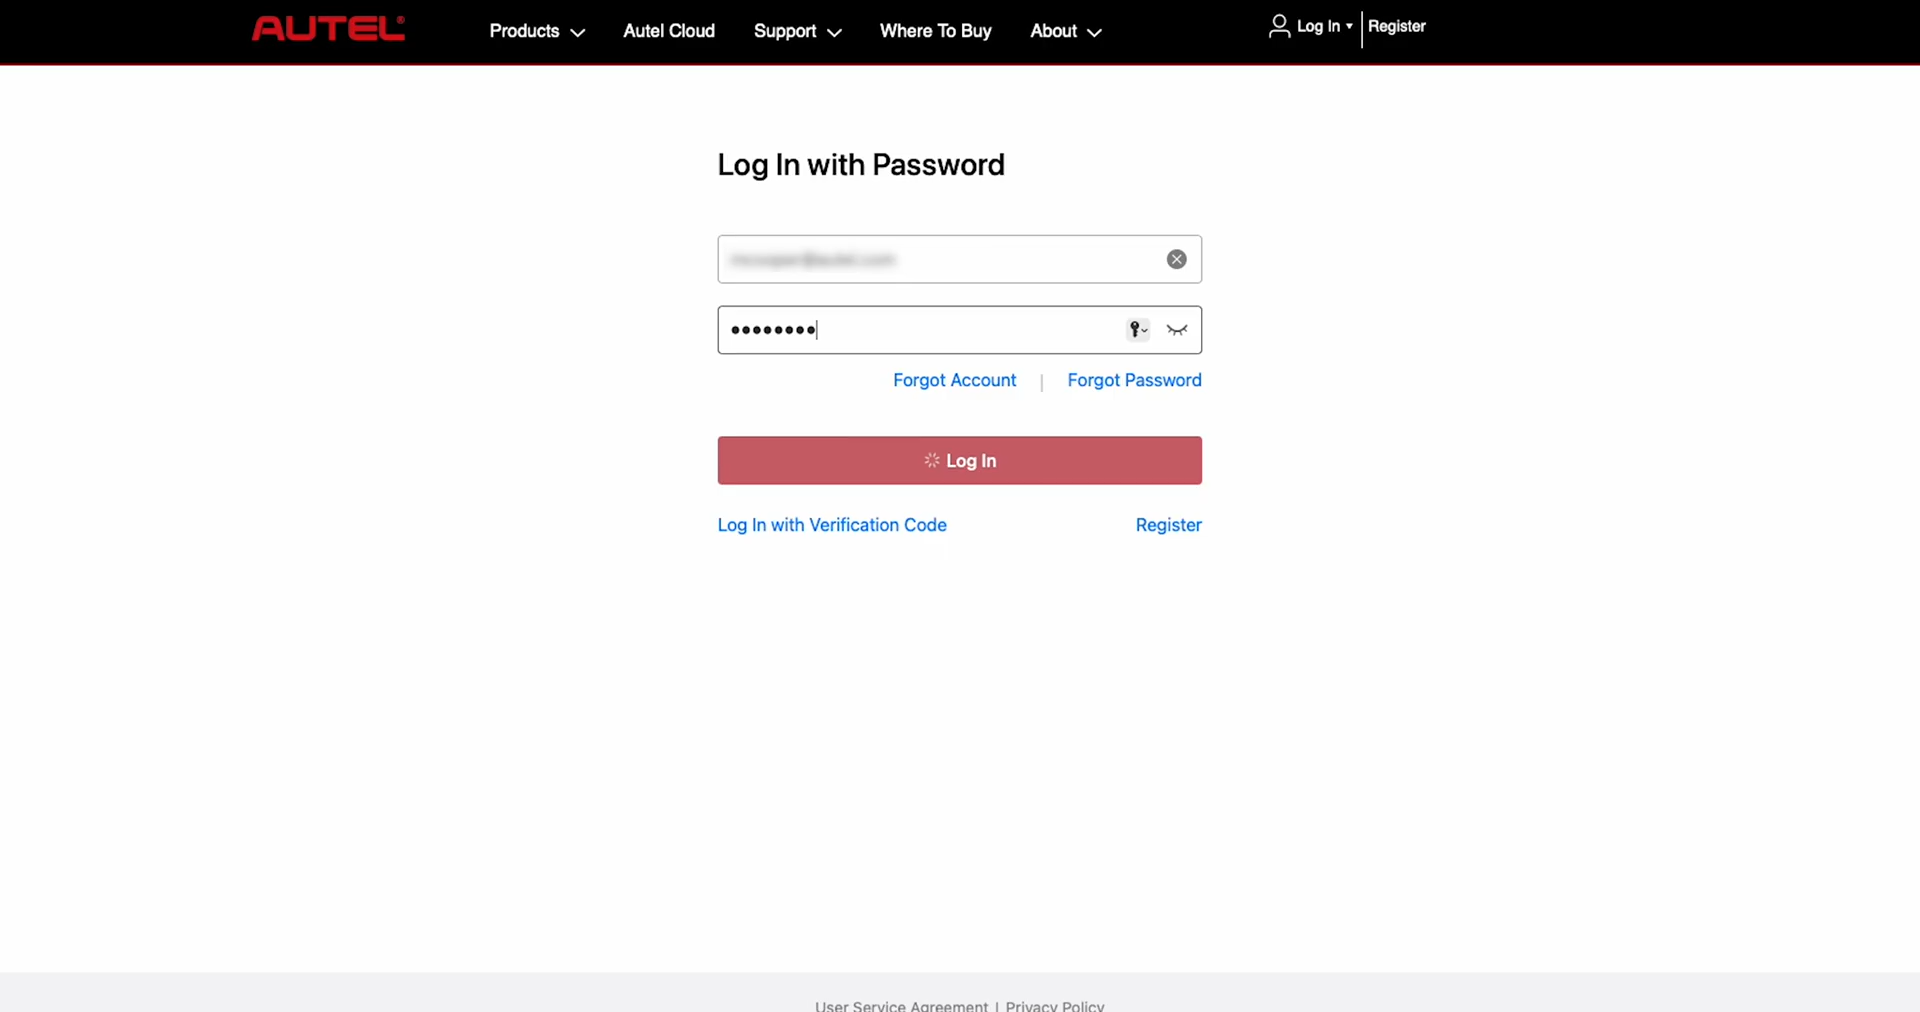 AUTEL®
Products
Autel Cloud
Support
Where To Buy
About
Log In
Register
Log In with Password
Forgot Account | Forgot Password
Log In
Log In with Verification Code
Register
User Service Agreement | Privacy Policy